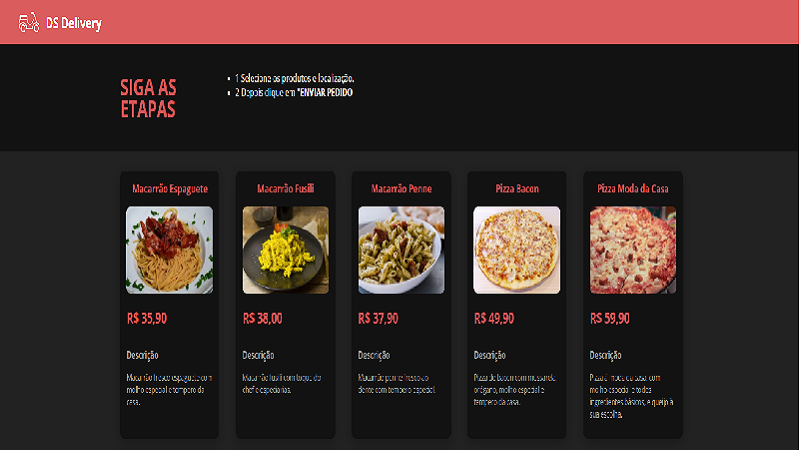 DS Delivery
SIGA AS
ETAPAS
1 Selecione os produtos e localização.
2 Depois clique em "ENVIAR PEDIDO
Macarrão Espaguete
R$ 35,90
Descrição
Macarrão fresco espaguete com
molho especial e tempero da
casa.
Macarrão Fusilli
R$ 38,00
Descrição
Macarrão fusili com toque do
chef e especiarias.
Macarrão Penne
R$ 37,90
Descrição
Macarrão penne fresco ao
dente com tempero especial.
Pizza Bacon
R$ 49,90
Descrição
Pizza de bacon com mussarela,
orégano, molho especial e
tempero da casa.
Pizza Moda da Casa
R$ 59,90
Descrição
Pizza à moda da casa, com
molho especial e todos
ingredientes básicos, e queijo à
sua escolha.